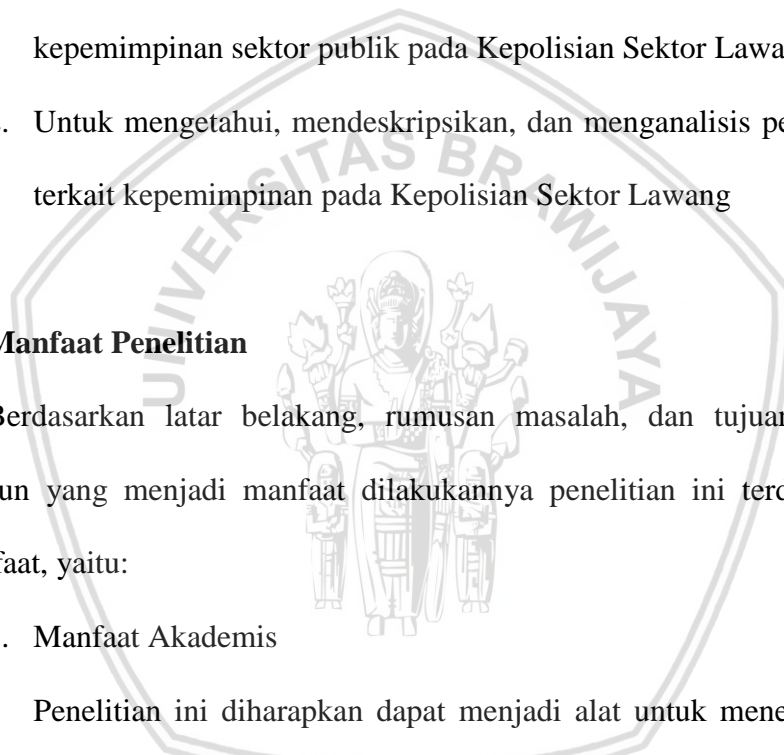 kepemimpinan sektor publik pada Kepolisian Sektor Lawa
. Untuk mengetahui, mendeskripsikan, dan menganalisis pe
terkait kepemimpinan pada Kepolisian Sektor Lawang
UNIVERSITAS BRAWIJAYA
Manfaat Penelitian
Berdasarkan latar belakang, rumusan masalah, dan tujuan
un yang menjadi manfaat dilakukannya penelitian ini terd
faat, yaitu:
. Manfaat Akademis
Penelitian ini diharapkan dapat menjadi alat untuk mene